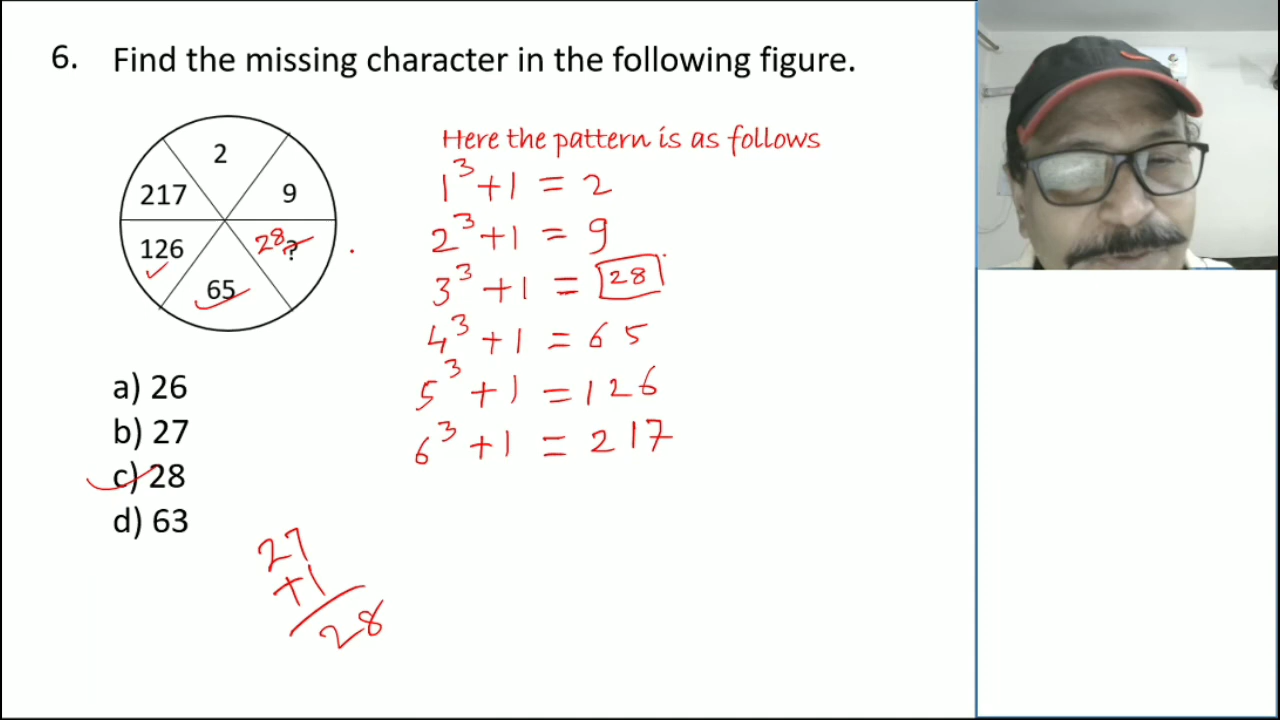 6. Find the missing character in the following figure.
2
217
9
126
28 ?
65
Here the pattern is as follows
1³ + 1 = 2
2³ + 1 = 9
3³ + 1 = 28
4³ + 1 = 65
5³ + 1 = 126
6³ + 1 = 217
a) 26
b) 27
c) 28
d) 63
27
+1
28